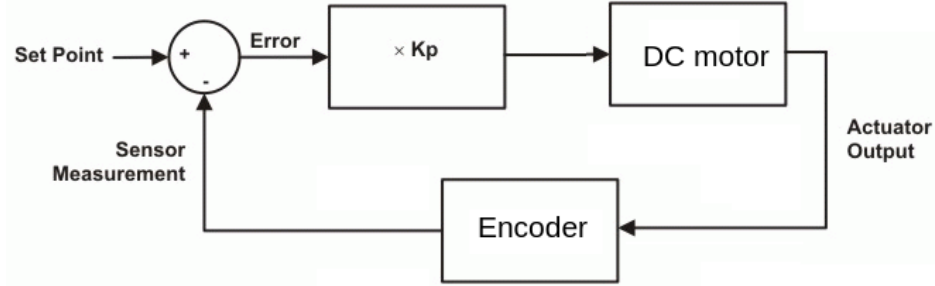 Set Point
+
-
Error
× Kp
DC motor
Actuator
Output
Sensor
Measurement
Encoder